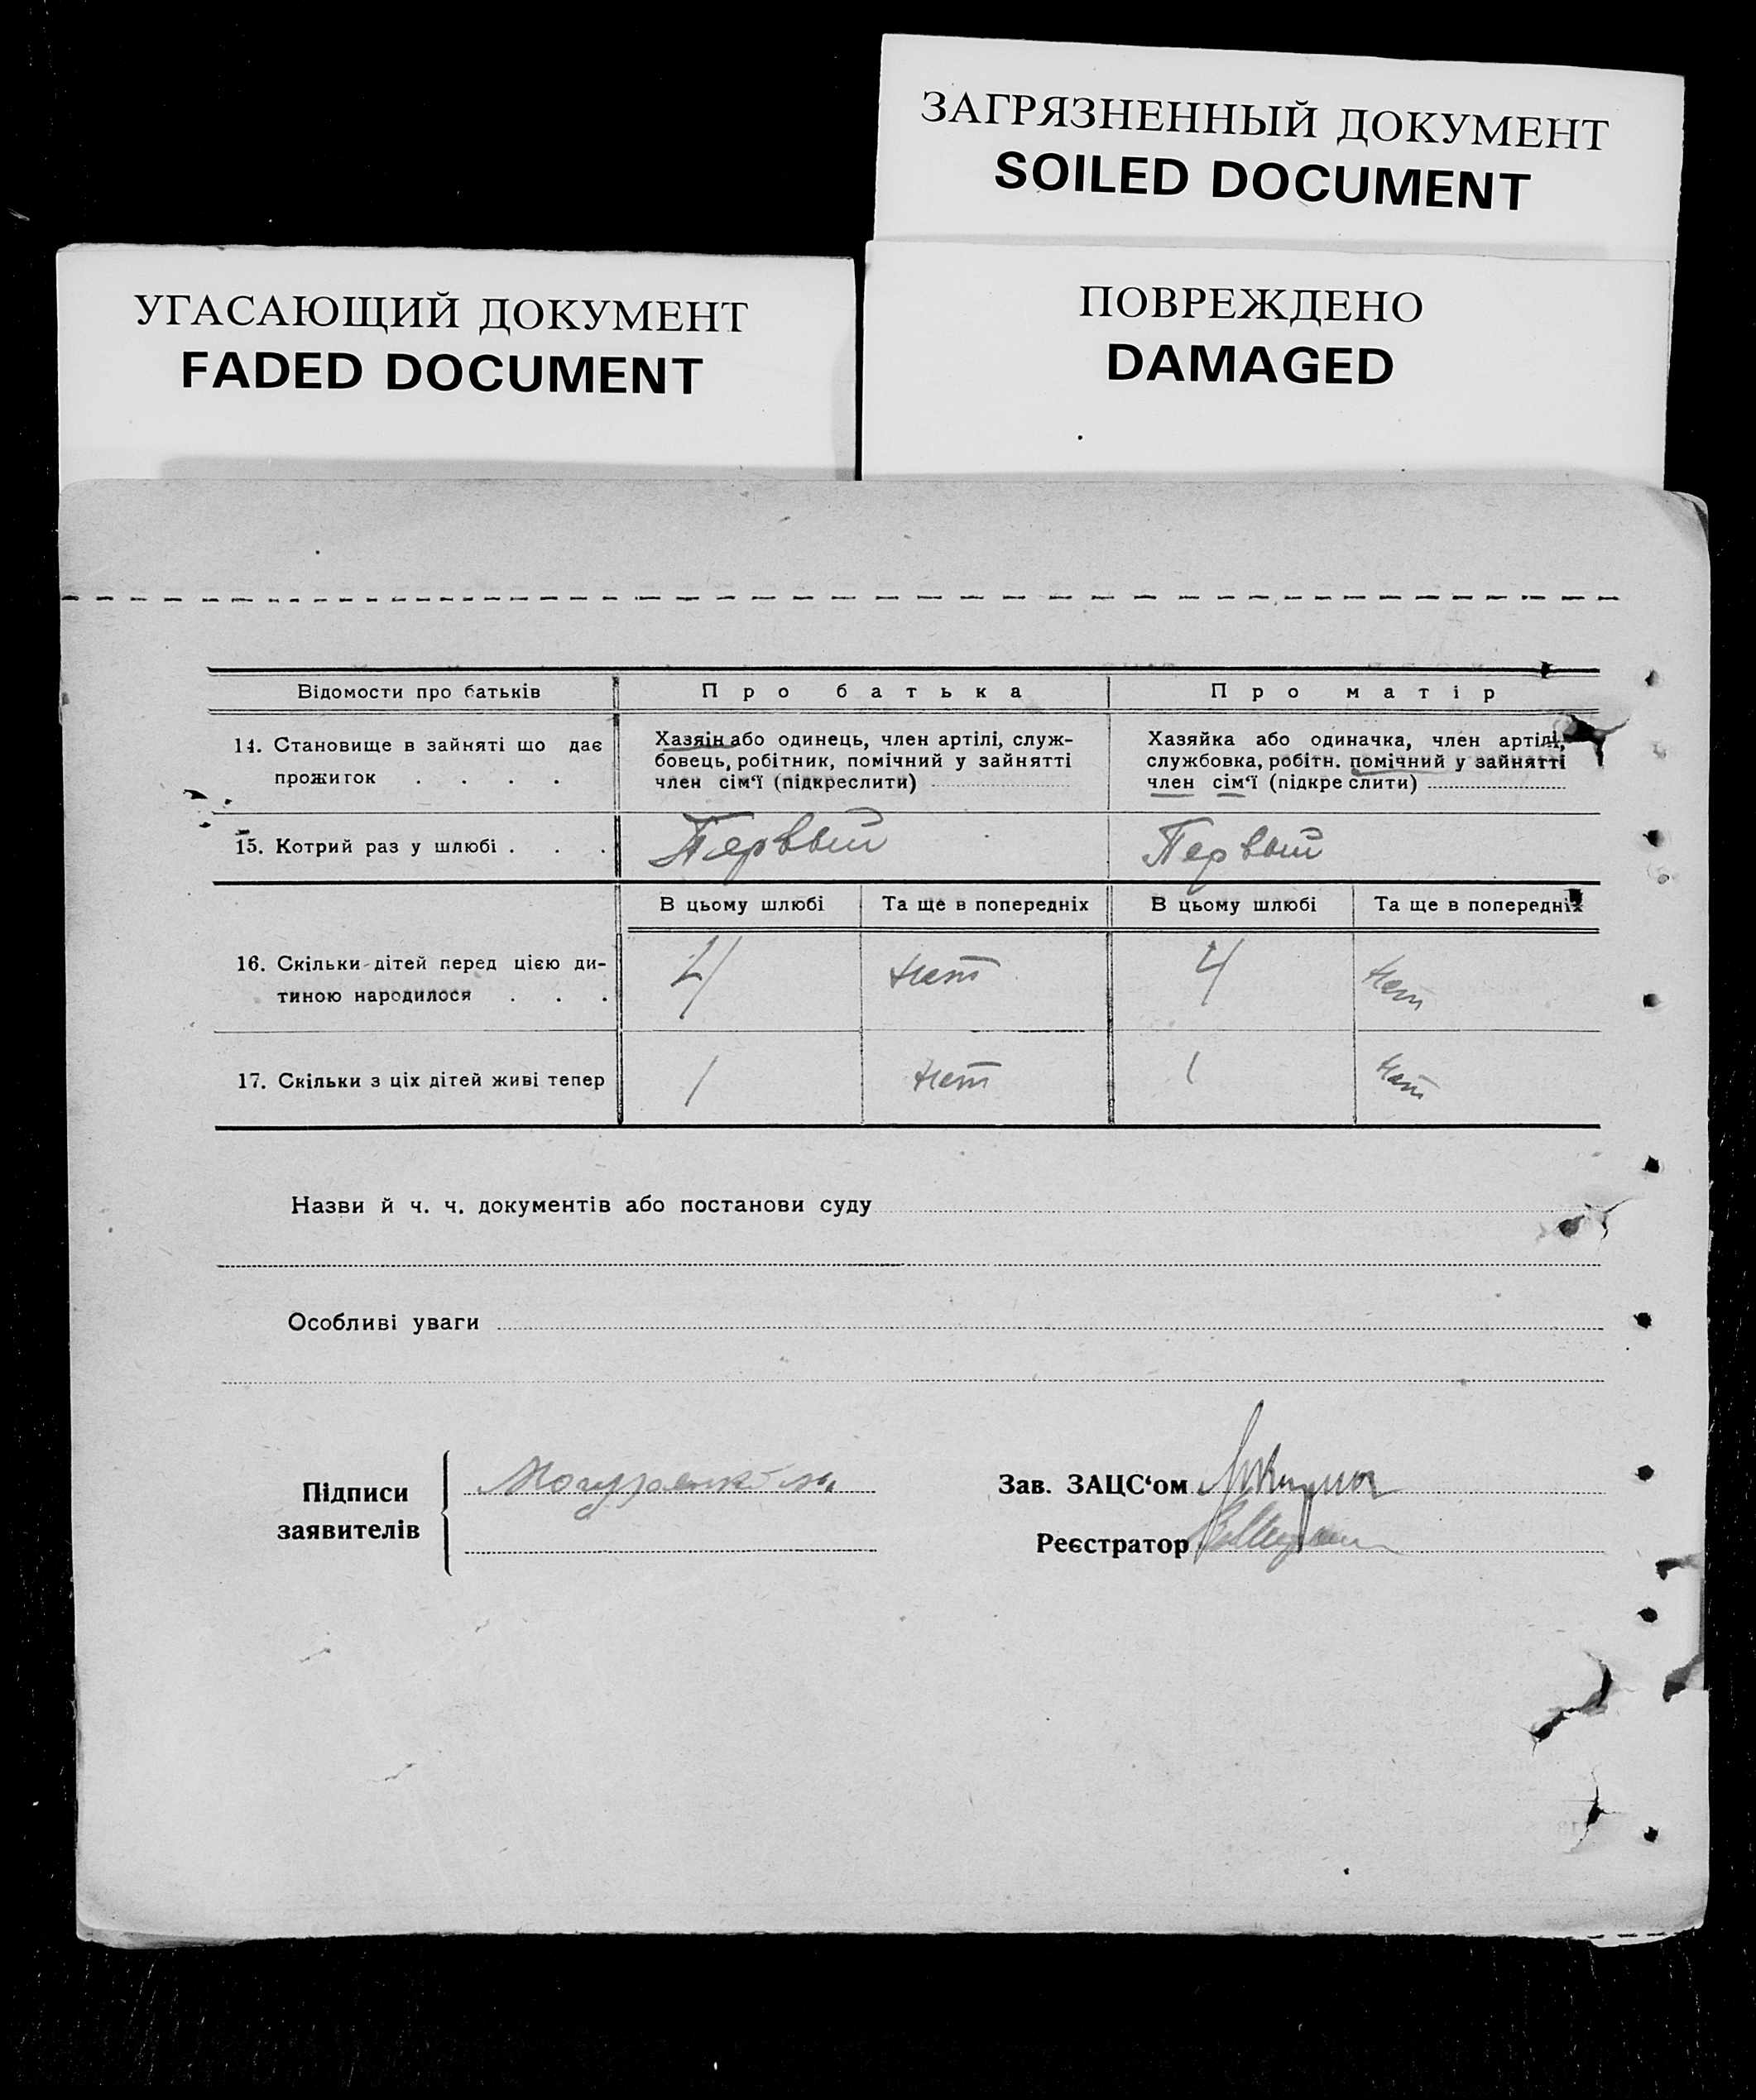 ЗАГРЯЗНЕННЫЙ ДОКУМЕНТ
SOILED DOCUMENT
УГАСАЮЩИЙ ДОКУМЕНТ
FADED DOCUMENT
ПОВРЕЖДЕНО
DAMAGED
Відомости про батьків
Про батька
Про матір
14. Становище в зайняті що дає
прожиток . . . .
Хазяін або одинець, член артілі, служ-
бовець, робітник, помічний у зайнятті
член сім‘ї (підкреслити)
Хазяйка або одиначка, член артілі,
службовка, робітн. помічний у зайнятті
член сім‘ї (підкреслити)
15. Котрий раз у шлюбі . . .
Первый
Первый
В цьому шлюбі
Та ще в попередніх
В цьому шлюбі
Та ще в попередніх
16. Скільки дітей перед цією ди-
тиною народилося . . .
4
нет
4
нет
17. Скільки з ціх дітей живі тепер
1
нет
1
нет
Назви й ч. ч. документів або постанови суду
Особливі уваги
Підписи
заявителів
Зав. ЗАЦС‘ом
Реєстратор